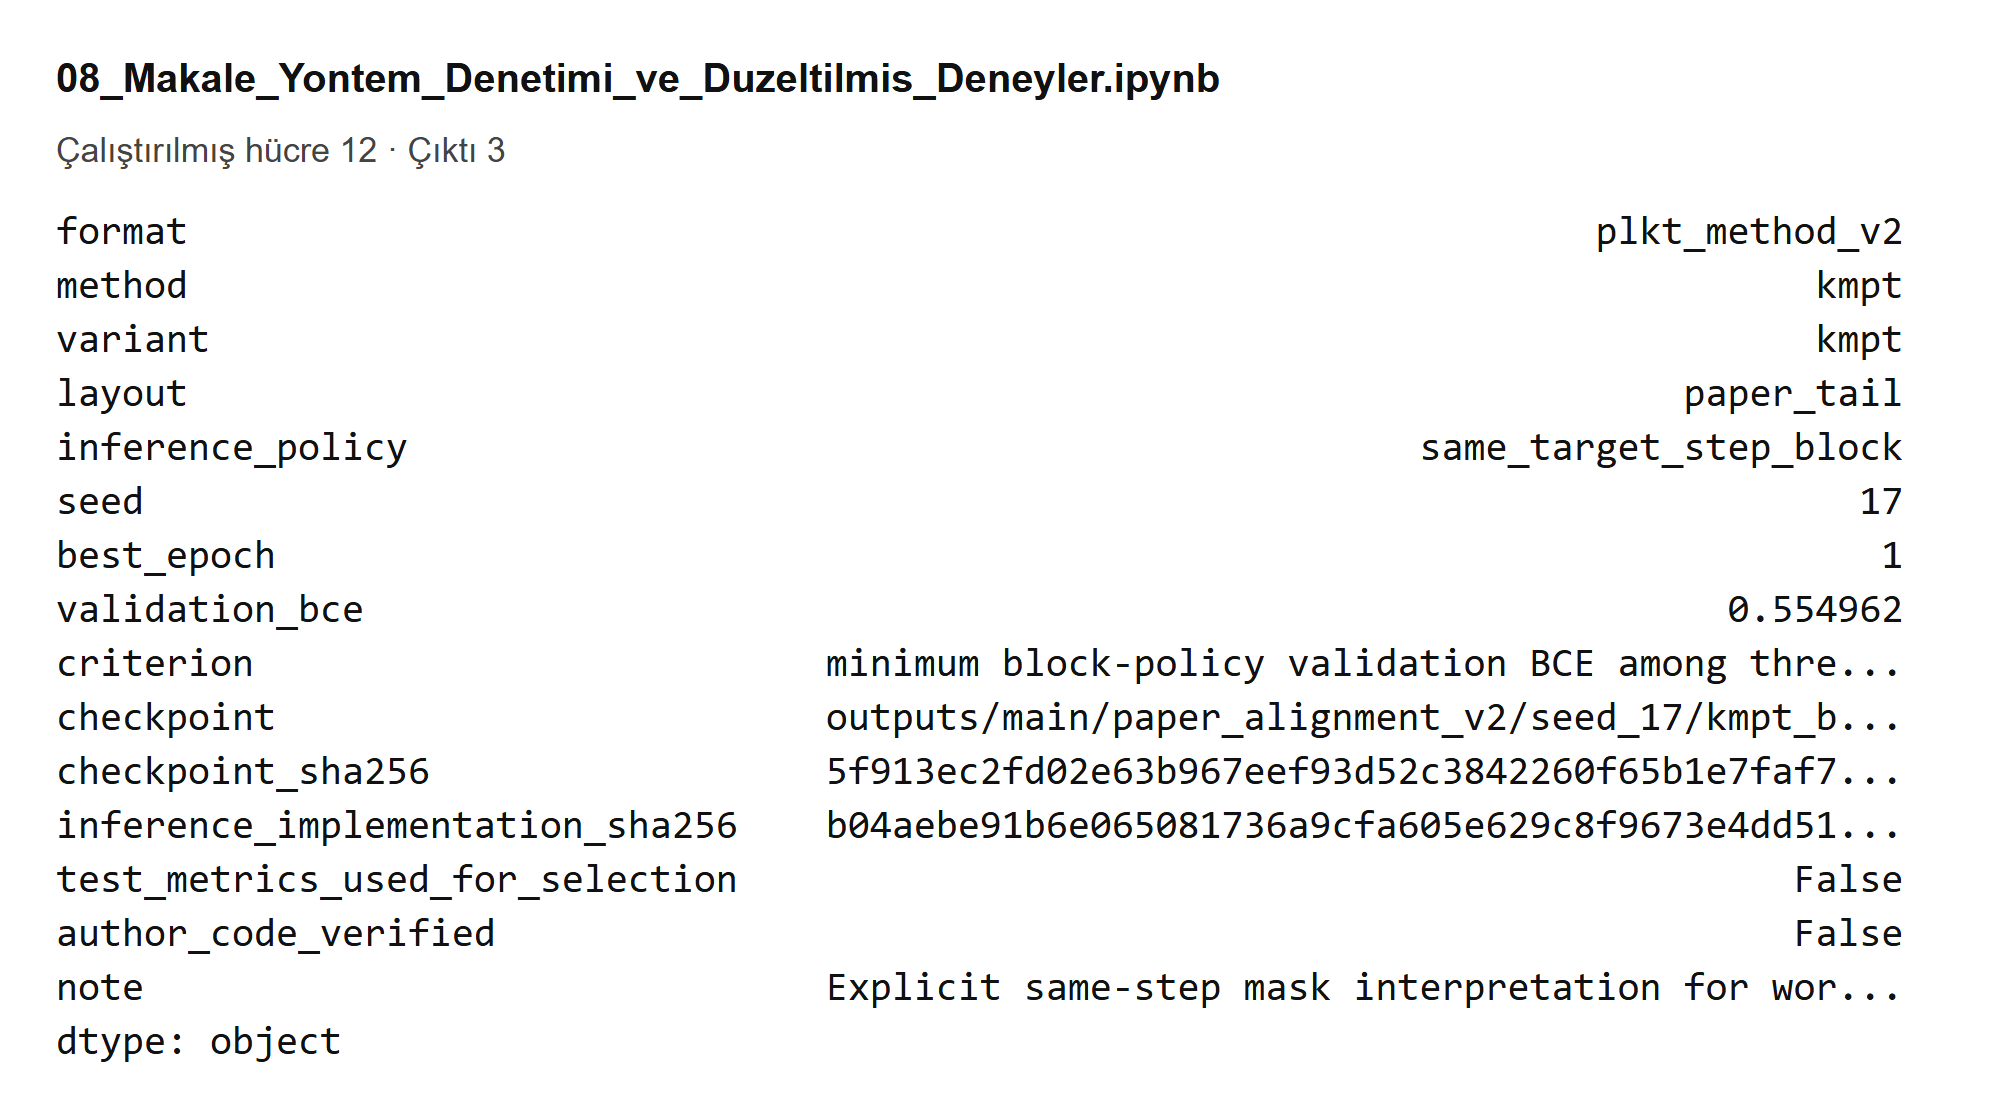 08_Makale_Yontem_Denetimi_ve_Duzeltilmis_Deneyler.ipynb
Çalıştırılmış hücre 12 · Çıktı 3
format plkt_method_v2
method kmpt
variant kmpt
layout paper_tail
inference_policy same_target_step_block
seed 17
best_epoch 1
validation_bce 0.554962
criterion minimum block-policy validation BCE among thre...
checkpoint outputs/main/paper_alignment_v2/seed_17/kmpt_b...
checkpoint_sha256 5f913ec2fd02e63b967eef93d52c3842260f65b1e7faf7...
inference_implementation_sha256 b04aebe91b6e065081736a9cfa605e629c8f9673e4dd51...
test_metrics_used_for_selection False
author_code_verified False
note Explicit same-step mask interpretation for wor...
dtype: object